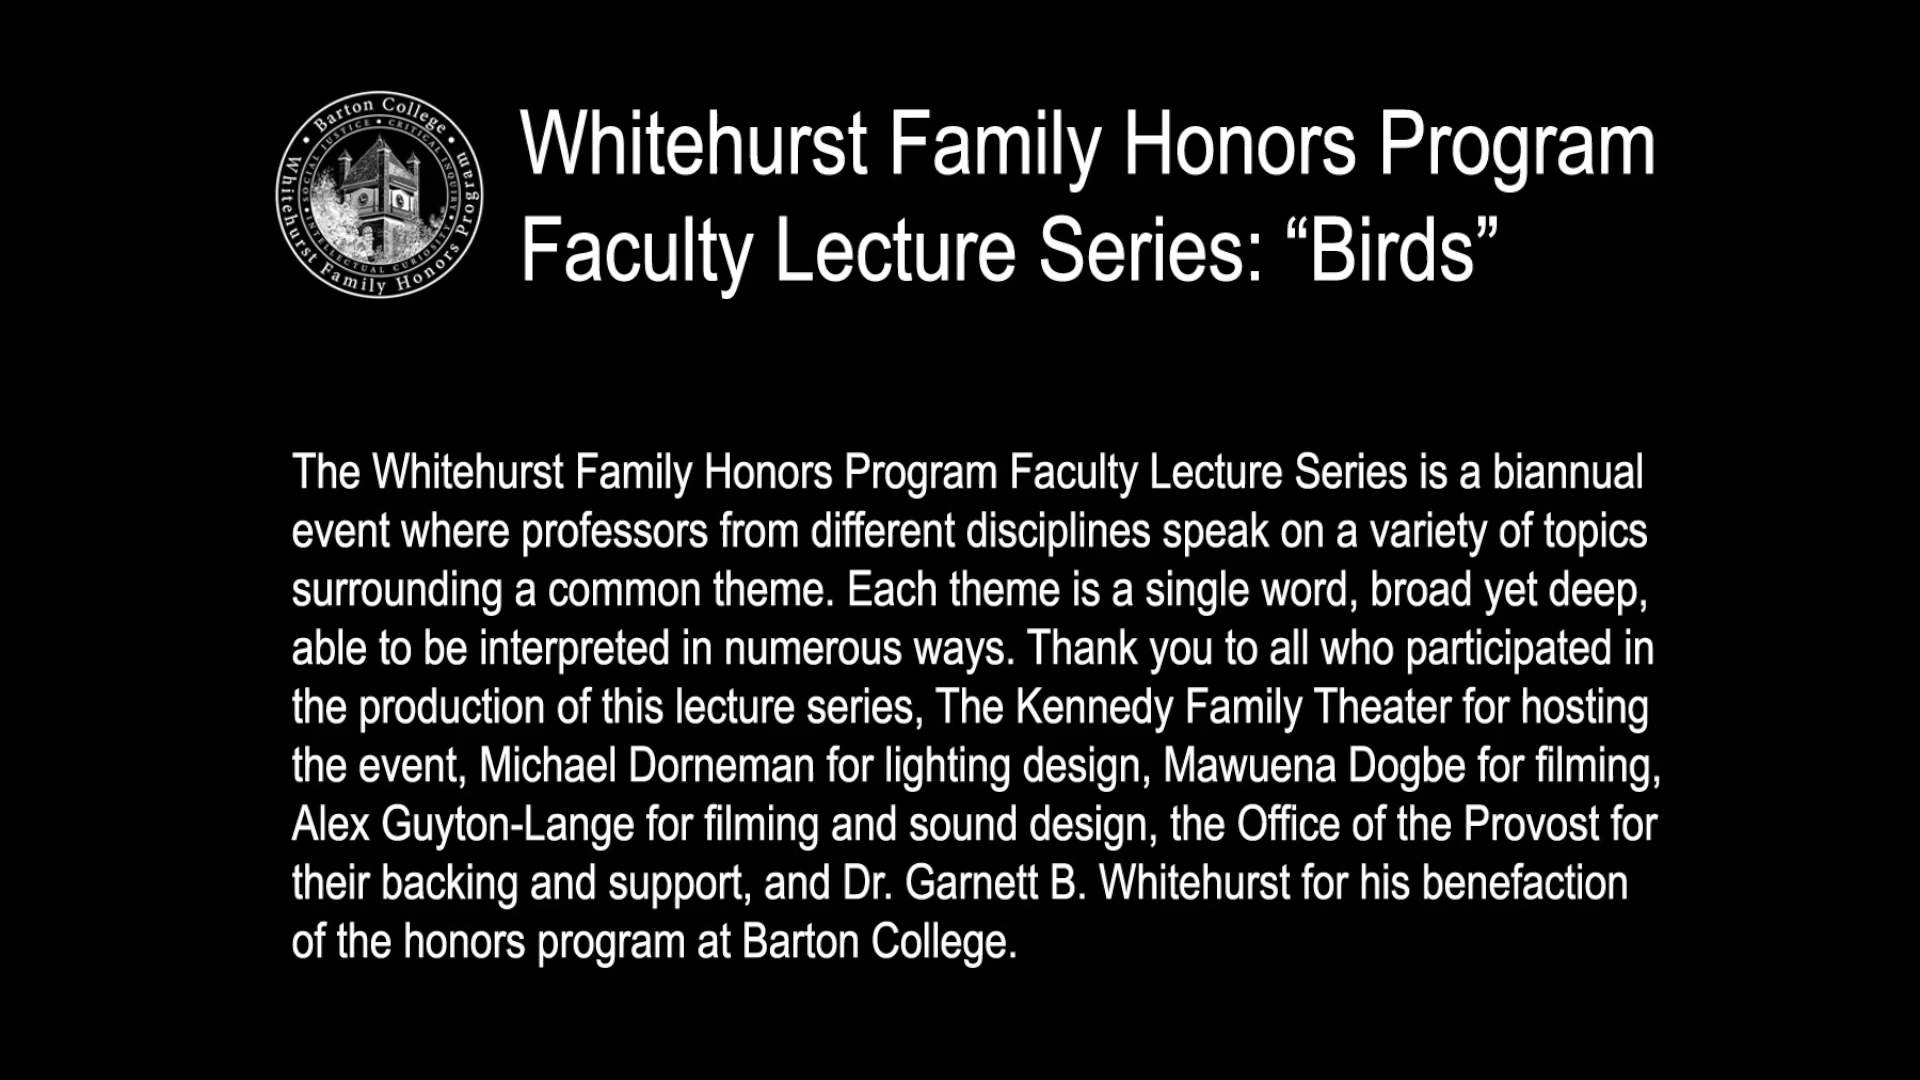 Barton College
SOCIAL JUSTICE • CRITICAL INQUIRY • INTELLECTUAL CURIOSITY
Whitehurst Family Honors Program
Whitehurst Family Honors Program
Faculty Lecture Series: “Birds”
The Whitehurst Family Honors Program Faculty Lecture Series is a biannual
event where professors from different disciplines speak on a variety of topics
surrounding a common theme. Each theme is a single word, broad yet deep,
able to be interpreted in numerous ways. Thank you to all who participated in
the production of this lecture series, The Kennedy Family Theater for hosting
the event, Michael Dorneman for lighting design, Mawuena Dogbe for filming,
Alex Guyton-Lange for filming and sound design, the Office of the Provost for
their backing and support, and Dr. Garnett B. Whitehurst for his benefaction
of the honors program at Barton College.